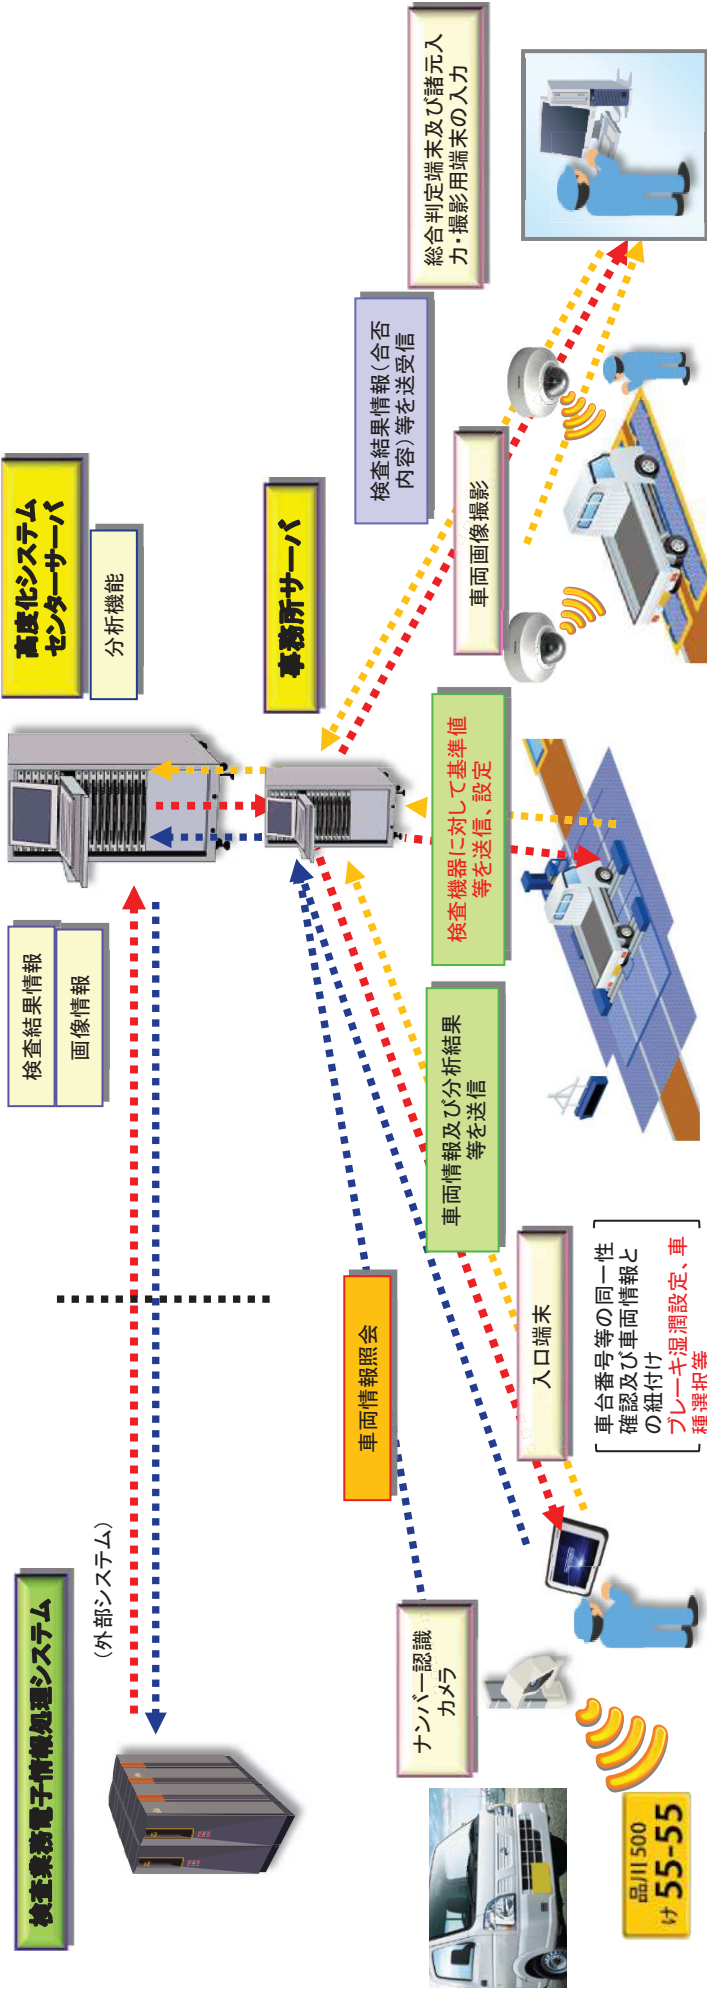 検査業務電子情報処理システム
(外部システム)
検査結果情報
画像情報
高度化システム
センターサーバ
分析機能
事務所サーバ
車両情報照会
ナンバー認識
カメラ
品川500
け 55-55
入口端末
車台番号等の同一性
確認及び車両情報と
の紐付け
ブレーキ湿潤設定、車
種選択等
車両情報及び分析結果
等を送信
検査機器に対して基準値
等を送信、設定
車両画像撮影
検査結果情報(合否
内容)等を送受信
総合判定端末及び諸元入
力・撮影用端末の入力